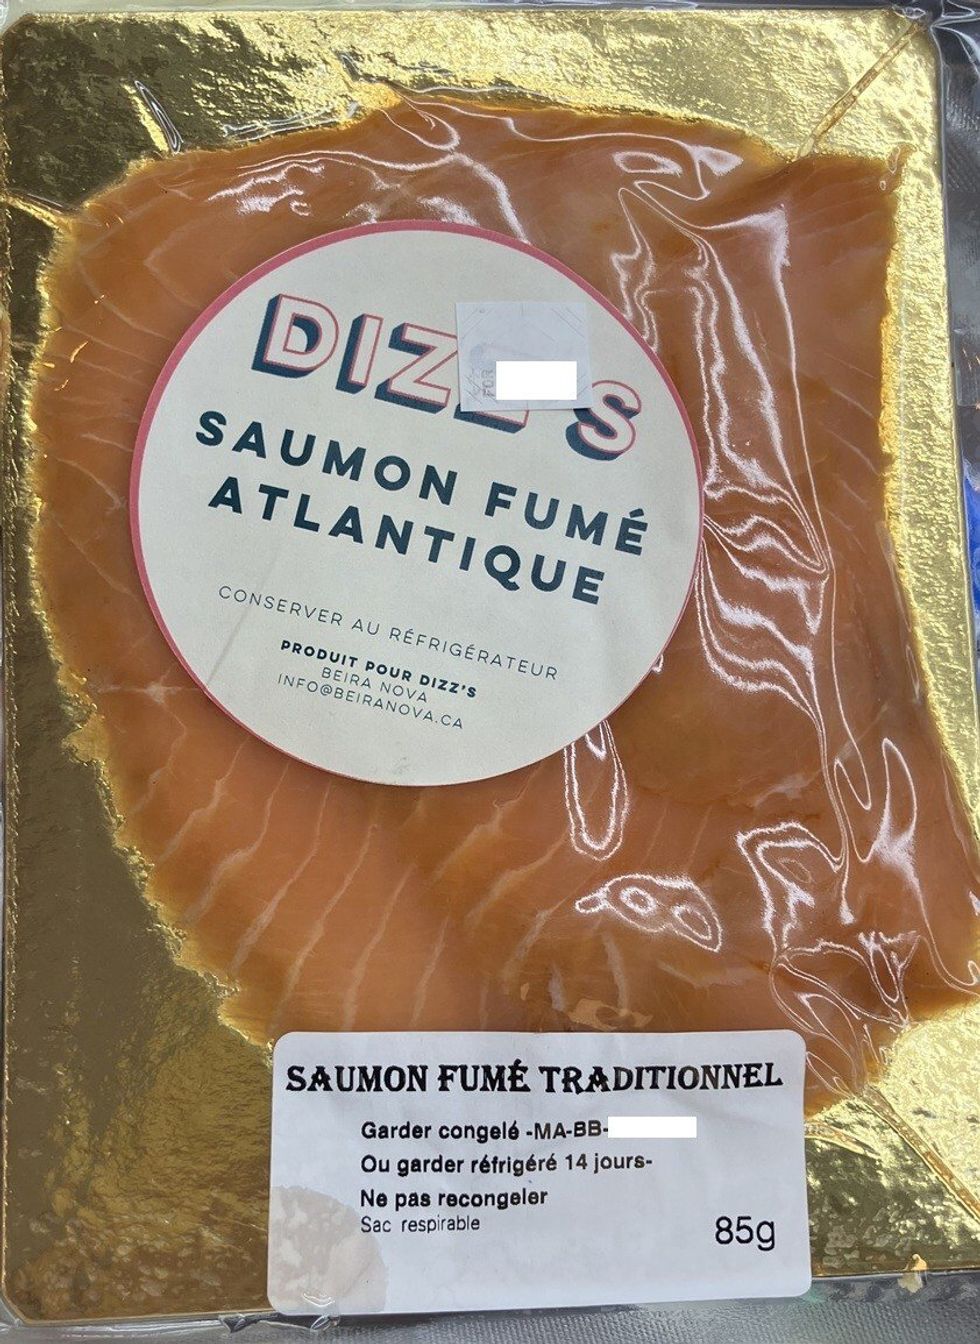 DIZZ'S
SAUMON FUMÉ
ATLANTIQUE
CONSERVER AU RÉFRIGÉRATEUR
PRODUIT POUR DIZZ'S
BEIRA NOVA
INFO@BEIRANOVA.CA
SAUMON FUMÉ TRADITIONNEL
Garder congelé -MA-BB-
Ou garder réfrigéré 14 jours-
Ne pas recongeler
Sac respirable
85g